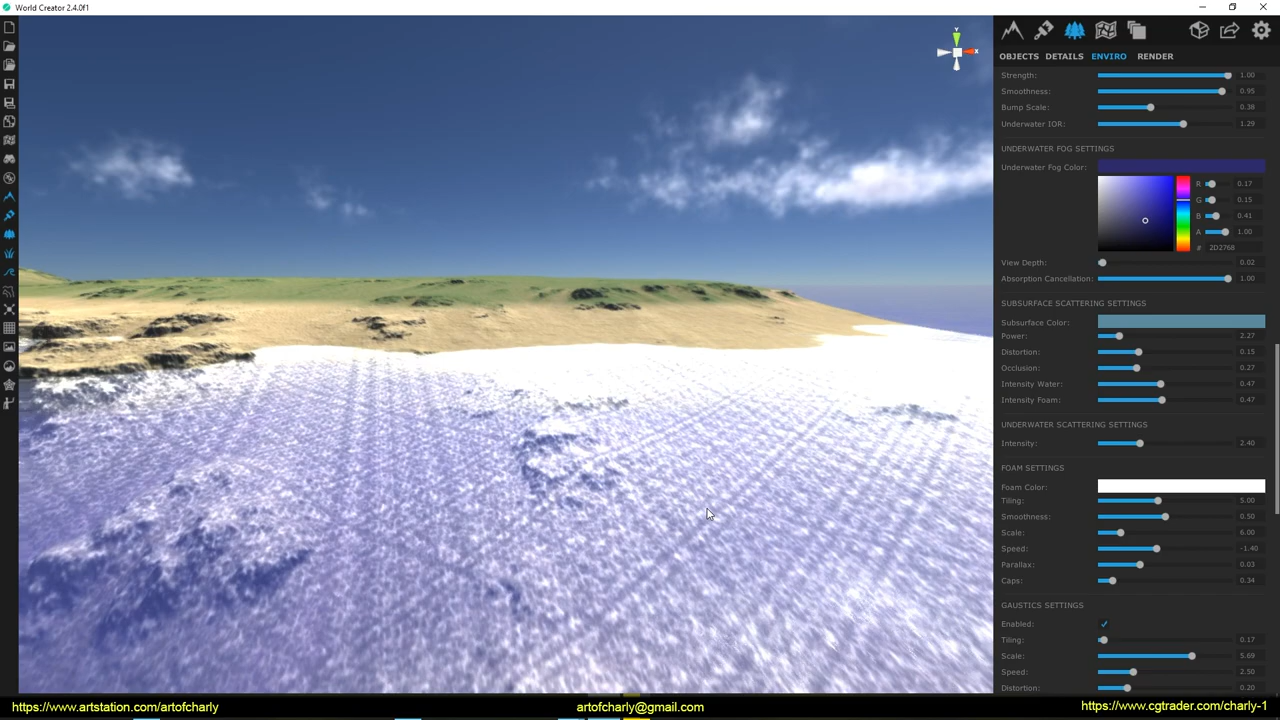 World Creator 2.4.0f1
Y
X
OBJECTS DETAILS ENVIRO RENDER
Strength: 1.00
Smoothness: 0.95
Bump Scale: 0.38
Underwater IOR: 1.29
UNDERWATER FOG SETTINGS
Underwater Fog Color:
R 0.17
G 0.15
B 0.41
A 1.00
# 2D2768
View Depth: 0.02
Absorption Cancellation: 1.00
SUBSURFACE SCATTERING SETTINGS
Subsurface Color:
Power: 2.27
Distortion: 0.15
Occlusion: 0.27
Intensity Water: 0.47
Intensity Foam: 0.47
UNDERWATER SCATTERING SETTINGS
Intensity: 2.40
FOAM SETTINGS
Foam Color:
Tiling: 5.00
Smoothness: 0.50
Scale: 6.00
Speed: -1.40
Parallax: 0.03
Caps: 0.34
GAUSTICS SETTINGS
Enabled:
Tiling: 0.17
Scale: 5.69
Speed: 2.50
Distortion: 0.20
https://www.artstation.com/artofcharly artofcharly@gmail.com https://www.cgtrader.com/charly-1